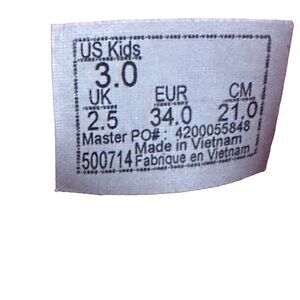 US Kids
3.0
UK EUR CM
2.5 34.0 21.0
Master PO# : 4200055848
Made in Vietnam
500714 Fabrique en Vietnam